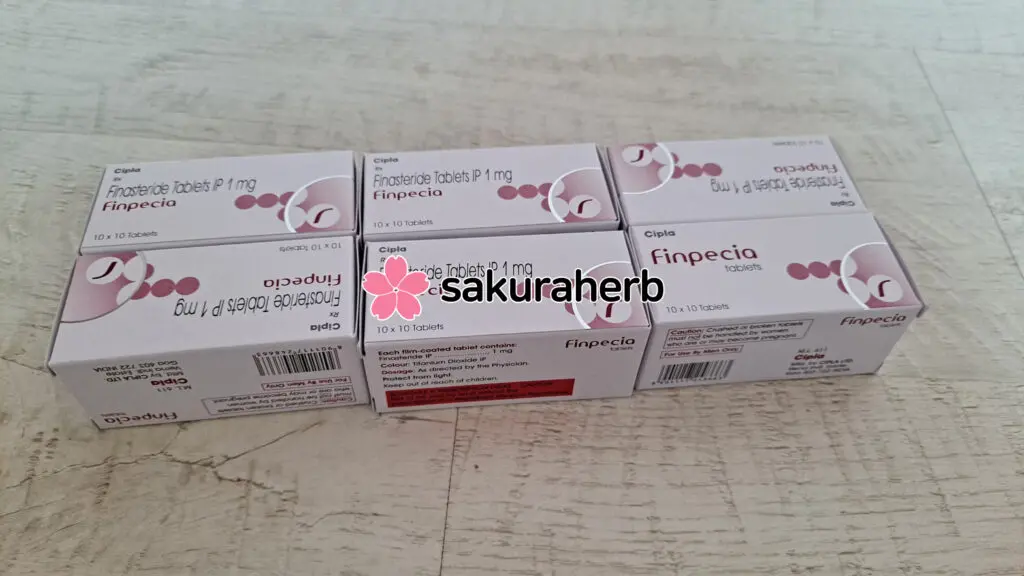 Cipla
Rx
Finasteride Tablets IP 1 mg
Finpecia
10 x 10 Tablets
Cipla
Rx
Finasteride Tablets IP 1 mg
Finpecia
10 x 10 Tablets
Finasteride Tablets IP 1 mg
Finpecia
Cipla
10 x 10 Tablets
Finpecia
Finasteride Tablets IP 1 mg
Rx
Cipla
For Use By Men Only
Cipla
Finpecia
Cipla
Tablets IP 1 mg
10 x 10 Tablets
sakuraherb
Each film-coated tablet contains:
Finasteride IP 1 mg
Colour: Titanium Dioxide IP
Dosage: As directed by the Physician.
Protect from light.
Keep out of reach of children.
Finpecia
tablets
Cipla
Finpecia
tablets
10 x 10 Tablets
Caution: Crushed or broken tablets
must not be handled by women
who are or may become pregnant.
For Use By Men Only
Finpecia
tablets
Cipla